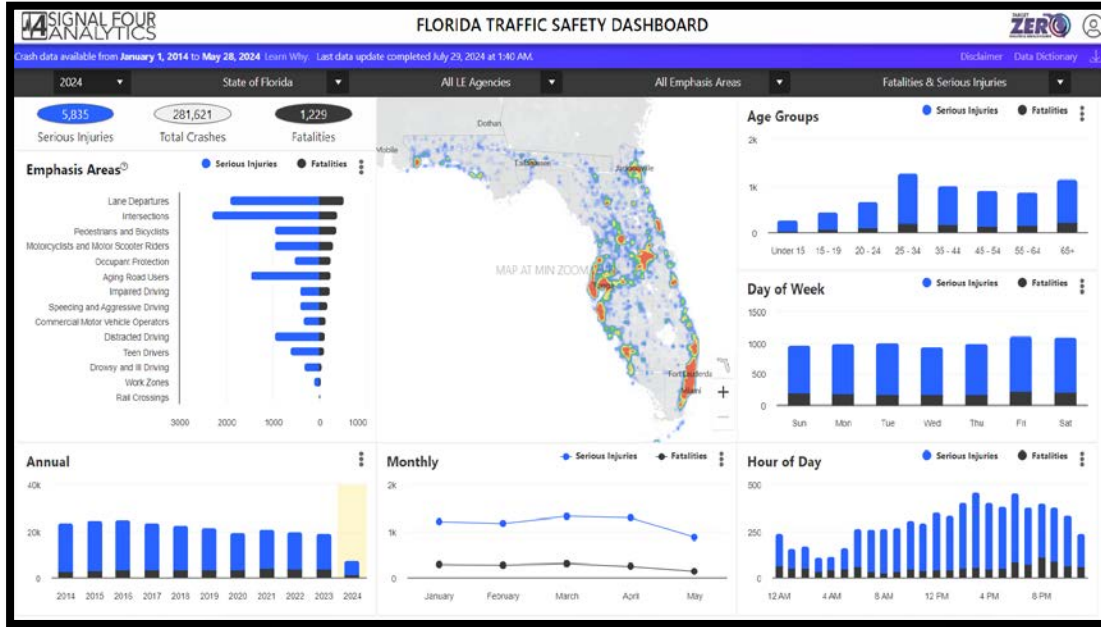 SIGNAL FOUR
ANALYTICS
FLORIDA TRAFFIC SAFETY DASHBOARD
TARGET
ZERO
Crash data available from January 1, 2014 to May 28, 2024 Learn Why. Last data update completed July 29, 2024 at 1:40 AM.
Disclaimer Data Dictionary
2024 State of Florida All LE Agencies All Emphasis Areas Fatalities & Serious Injuries
5,835 281,621 1,229
Serious Injuries Total Crashes Fatalities
Emphasis Areas
Serious Injuries Fatalities
Lane Departures
Intersections
Pedestrians and Bicyclists
Motorcyclists and Motor Scooter Riders
Occupant Protection
Aging Road Users
Impaired Driving
Speeding and Aggressive Driving
Commercial Motor Vehicle Operators
Distracted Driving
Teen Drivers
Drowsy and Ill Driving
Work Zones
Rail Crossings
3000 2000 1000 0 1000
Dothan
Mobile
Jacksonville
MAP AT MIN ZOOM
Fort Lauderda
Miami
+
Age Groups
Serious Injuries Fatalities
2k
1k
0
Under 15 15 - 19 20 - 24 25 - 34 35 - 44 45 - 54 55 - 64 65+
Day of Week
Serious Injuries Fatalities
1500
1000
500
0
Sun Mon Tue Wed Thu Fri Sat
Annual
40k
20k
0
2014 2015 2016 2017 2018 2019 2020 2021 2022 2023 2024
Monthly
Serious Injuries Fatalities
2k
1k
0
January February March April May
Hour of Day
Serious Injuries Fatalities
500
250
0
12 AM 4 AM 8 AM 12 PM 4 PM 8 PM